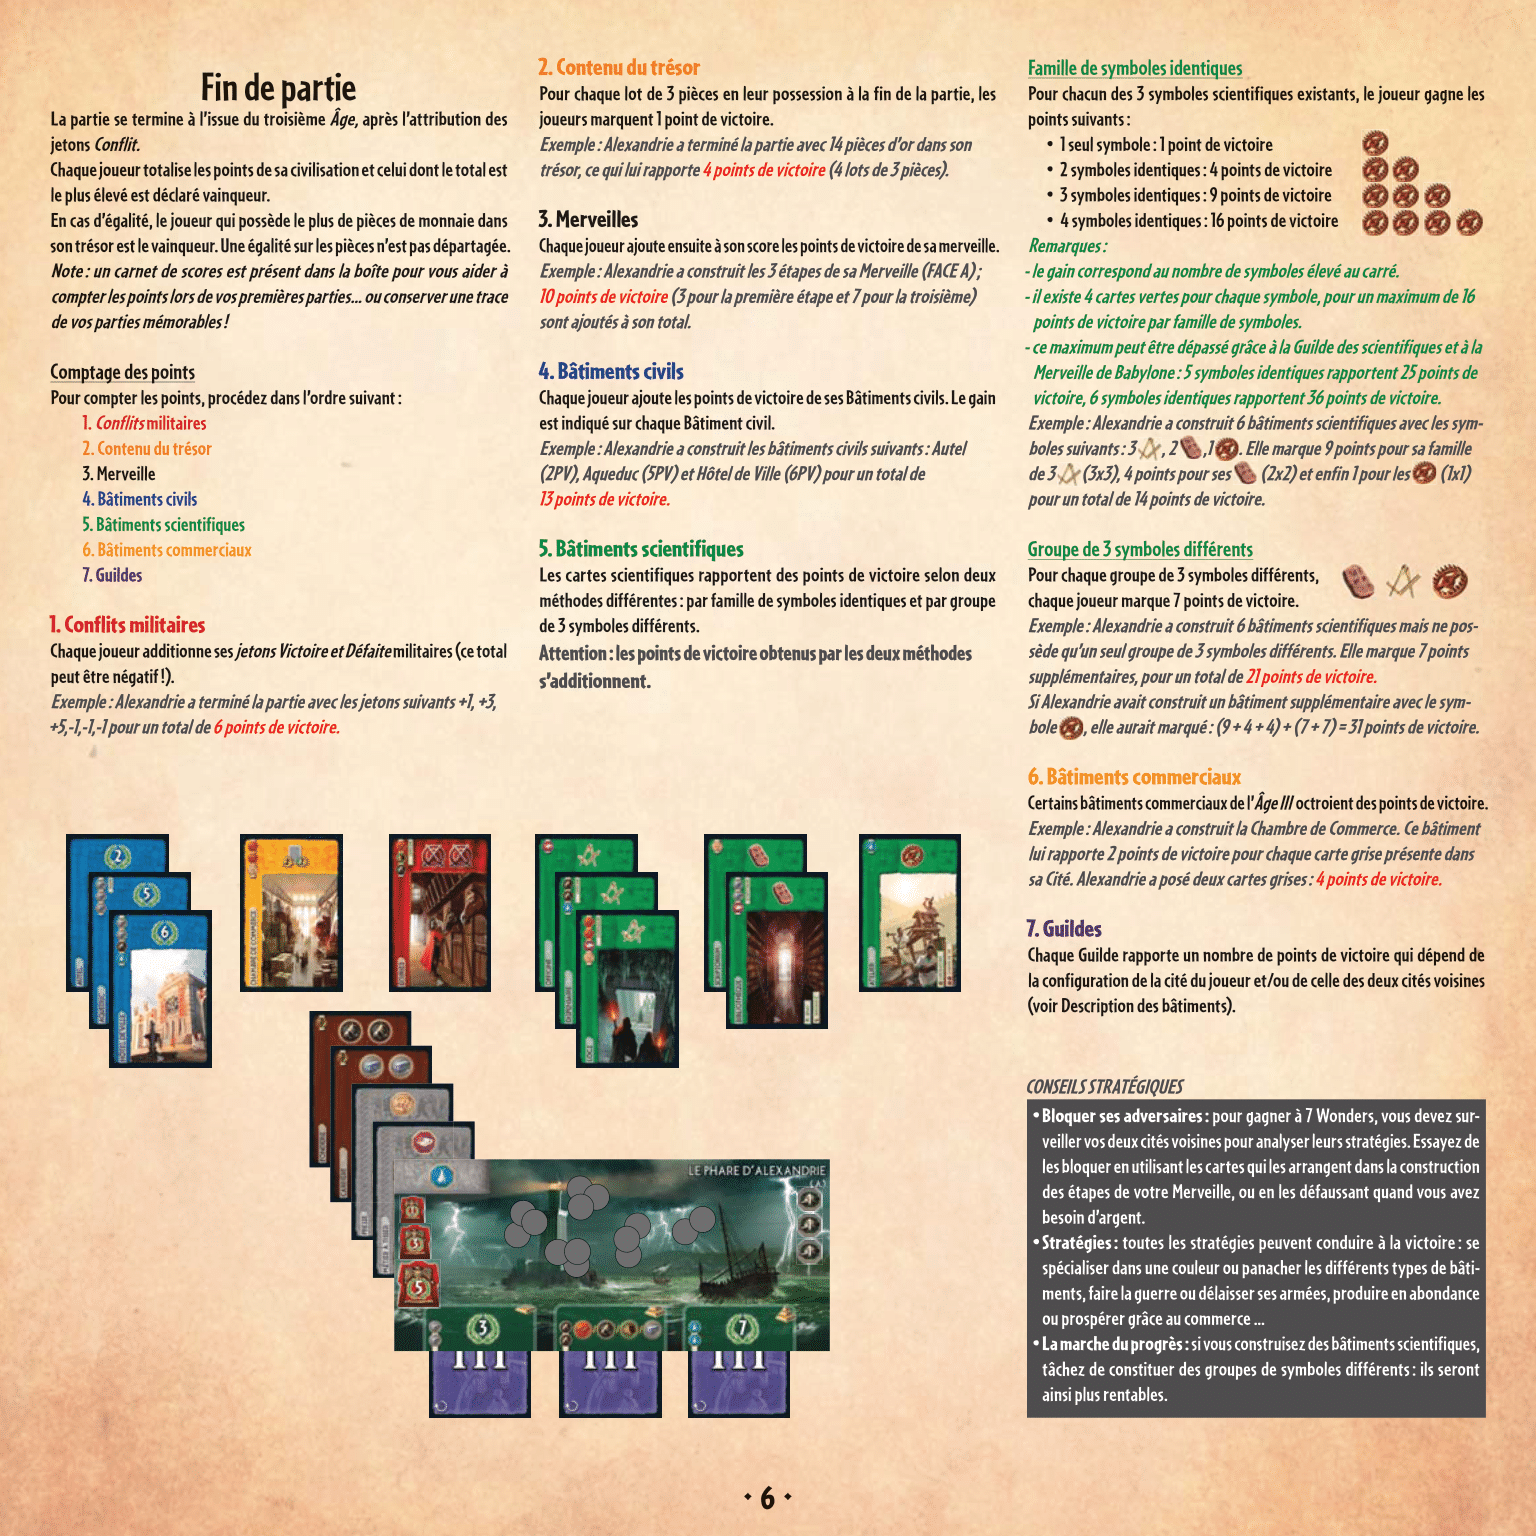 Fin de partie
La partie se termine à l'issue du troisième Âge, après l'attribution des
jetons Conflit.
Chaque joueur totalise les points de sa civilisation et celui dont le total est
le plus élevé est déclaré vainqueur.
En cas d'égalité, le joueur qui possède le plus de pièces de monnaie dans
son trésor est le vainqueur. Une égalité sur les pièces n'est pas départagée.
Note : un carnet de scores est présent dans la boîte pour vous aider à
compter les points lors de vos premières parties... ou conserver une trace
de vos parties mémorables !
Comptage des points
Pour compter les points, procédez dans l'ordre suivant :
1. Conflits militaires
2. Contenu du trésor
3. Merveille
4. Bâtiments civils
5. Bâtiments scientifiques
6. Bâtiments commerciaux
7. Guildes
1. Conflits militaires
Chaque joueur additionne ses jetons Victoire et Défaite militaires (ce total
peut être négatif !).
Exemple : Alexandrie a terminé la partie avec les jetons suivants +1, +3,
+5,-1,-1,-1 pour un total de 6 points de victoire.
2. Contenu du trésor
Pour chaque lot de 3 pièces en leur possession à la fin de la partie, les
joueurs marquent 1 point de victoire.
Exemple : Alexandrie a terminé la partie avec 14 pièces d'or dans son
trésor, ce qui lui rapporte 4 points de victoire (4 lots de 3 pièces).
3. Merveilles
Chaque joueur ajoute ensuite à son score les points de victoire de sa merveille.
Exemple : Alexandrie a construit les 3 étapes de sa Merveille (FACE A) ;
10 points de victoire (3 pour la première étape et 7 pour la troisième)
sont ajoutés à son total.
4. Bâtiments civils
Chaque joueur ajoute les points de victoire de ses Bâtiments civils. Le gain
est indiqué sur chaque Bâtiment civil.
Exemple : Alexandrie a construit les bâtiments civils suivants : Autel
(2PV), Aqueduc (5PV) et Hôtel de Ville (6PV) pour un total de
13 points de victoire.
5. Bâtiments scientifiques
Les cartes scientifiques rapportent des points de victoire selon deux
méthodes différentes : par famille de symboles identiques et par groupe
de 3 symboles différents.
Attention : les points de victoire obtenus par les deux méthodes
s'additionnent.
Famille de symboles identiques
Pour chacun des 3 symboles scientifiques existants, le joueur gagne les
points suivants :
• 1 seul symbole : 1 point de victoire
• 2 symboles identiques : 4 points de victoire
• 3 symboles identiques : 9 points de victoire
• 4 symboles identiques : 16 points de victoire
Remarques :
- le gain correspond au nombre de symboles élevé au carré.
- il existe 4 cartes vertes pour chaque symbole, pour un maximum de 16
points de victoire par famille de symboles.
- ce maximum peut être dépassé grâce à la Guilde des scientifiques et à la
Merveille de Babylone : 5 symboles identiques rapportent 25 points de
victoire, 6 symboles identiques rapportent 36 points de victoire.
Exemple : Alexandrie a construit 6 bâtiments scientifiques avec les sym-
boles suivants : 3 , 2 ,1 . Elle marque 9 points pour sa famille
de 3 (3x3), 4 points pour ses (2x2) et enfin 1 pour les (1x1)
pour un total de 14 points de victoire.
Groupe de 3 symboles différents
Pour chaque groupe de 3 symboles différents,
chaque joueur marque 7 points de victoire.
Exemple : Alexandrie a construit 6 bâtiments scientifiques mais ne pos-
sède qu'un seul groupe de 3 symboles différents. Elle marque 7 points
supplémentaires, pour un total de 21 points de victoire.
Si Alexandrie avait construit un bâtiment supplémentaire avec le sym-
bole , elle aurait marqué : (9 + 4 + 4) + (7 + 7) = 31 points de victoire.
6. Bâtiments commerciaux
Certains bâtiments commerciaux de l'Âge III octroient des points de victoire.
Exemple : Alexandrie a construit la Chambre de Commerce. Ce bâtiment
lui rapporte 2 points de victoire pour chaque carte grise présente dans
sa Cité. Alexandrie a posé deux cartes grises : 4 points de victoire.
7. Guildes
Chaque Guilde rapporte un nombre de points de victoire qui dépend de
la configuration de la cité du joueur et/ou de celle des deux cités voisines
(voir Description des bâtiments).
CONSEILS STRATÉGIQUES
• Bloquer ses adversaires : pour gagner à 7 Wonders, vous devez sur-
veiller vos deux cités voisines pour analyser leurs stratégies. Essayez de
les bloquer en utilisant les cartes qui les arrangent dans la construction
des étapes de votre Merveille, ou en les défaussant quand vous avez
besoin d'argent.
• Stratégies : toutes les stratégies peuvent conduire à la victoire : se
spécialiser dans une couleur ou panacher les différents types de bâti-
ments, faire la guerre ou délaisser ses armées, produire en abondance
ou prospérer grâce au commerce ...
• La marche du progrès : si vous construisez des bâtiments scientifiques,
tâchez de constituer des groupes de symboles différents : ils seront
ainsi plus rentables.
2
5
6
HÔTEL DE VILLE
CHAMBRE DE COMMERCE
LOGE
LE PHARE D'ALEXANDRIE
(A)
1
3
5
3
7
III
III
III
• 6 •